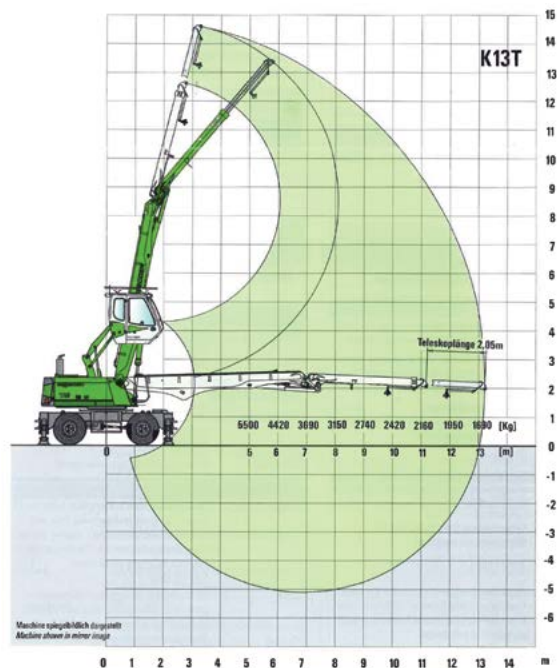 K13T
15
14
13
12
11
10
9
8
7
6
5
4
3
2
1
0
-1
-2
-3
-4
-5
-6
m
Teleskoplänge 2,05m
5500 4420 3690 3150 2740 2420 2160 1950 1690 [Kg]
0 5 6 7 8 9 10 11 12 13 [m]
Maschine spiegelbildlich dargestellt
Machine shown in mirror image
0 1 2 3 4 5 6 7 8 9 10 11 12 13 14